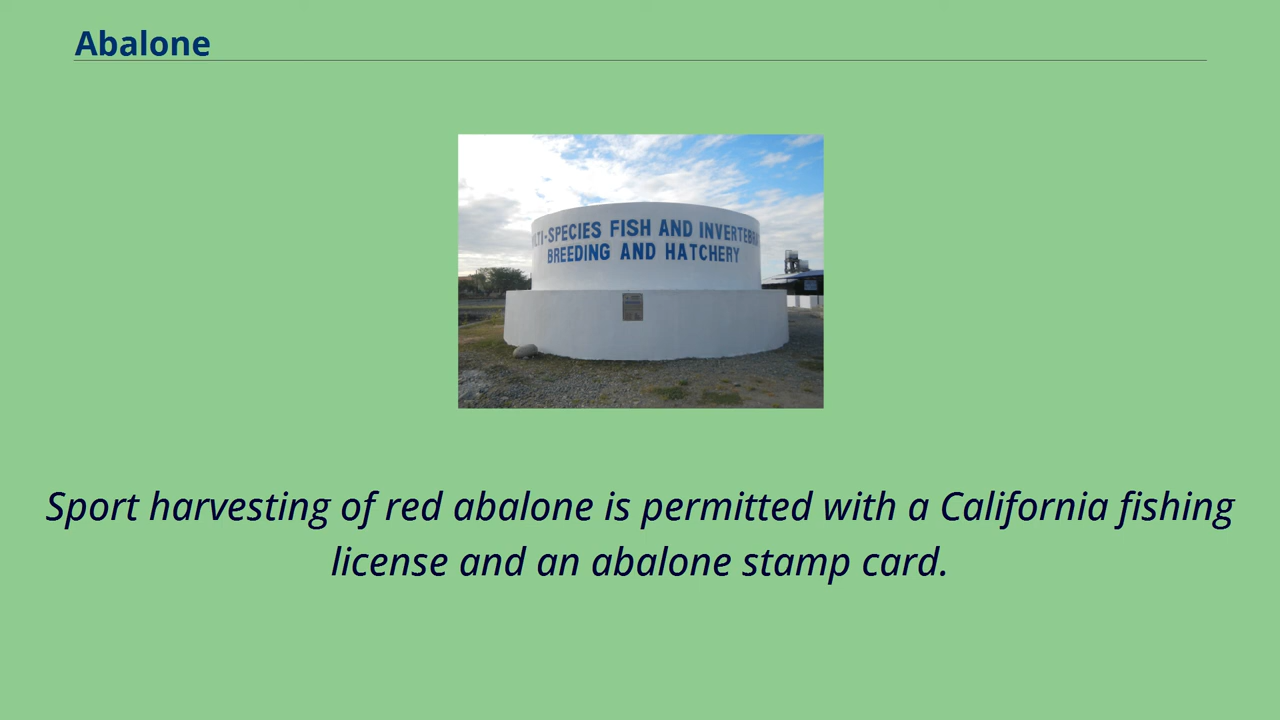 Abalone
LTI-SPECIES FISH AND INVERTEB
BREEDING AND HATCHERY
Sport harvesting of red abalone is permitted with a California fishing
license and an abalone stamp card.